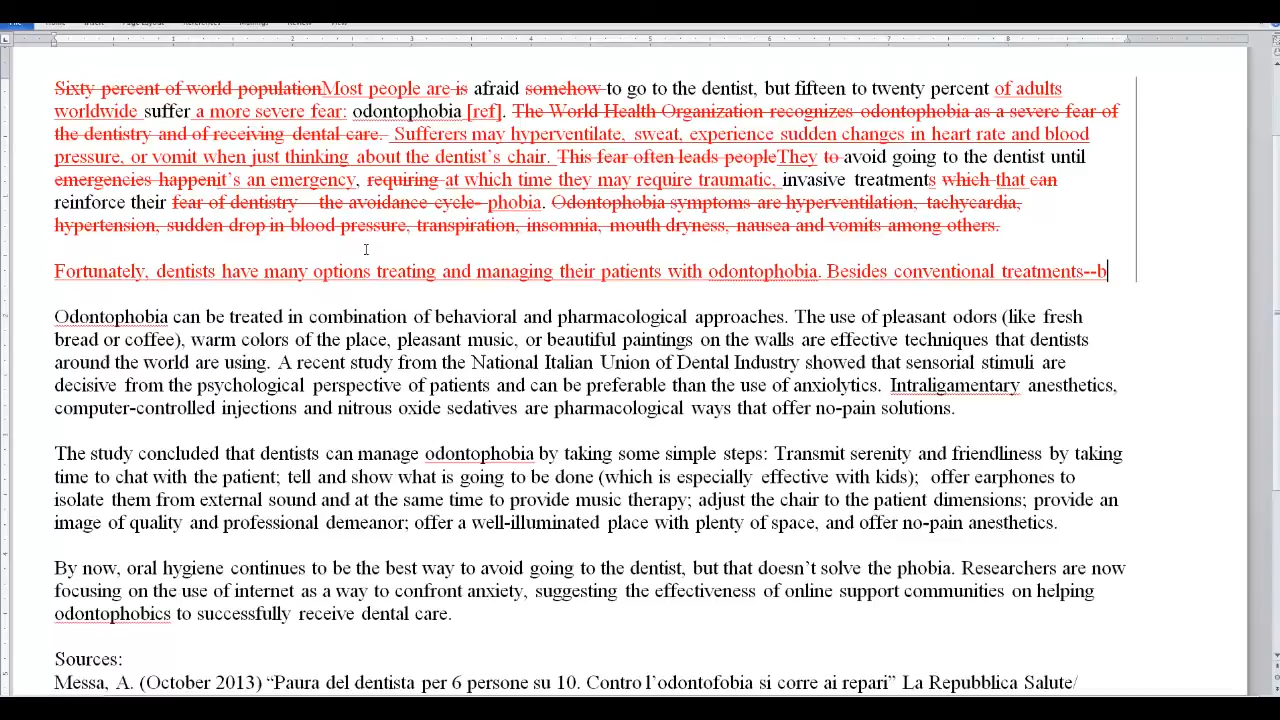 1 2 3 4 5 6 7 8
Sixty percent of world populationMost people are is afraid somehow to go to the dentist, but fifteen to twenty percent of adults
worldwide suffer a more severe fear: odontophobia [ref]. The World Health Organization recognizes odontophobia as a severe fear of
the dentistry and of receiving dental care. Sufferers may hyperventilate, sweat, experience sudden changes in heart rate and blood
pressure, or vomit when just thinking about the dentist's chair. This fear often leads peopleThey to avoid going to the dentist until
emergencies happenit's an emergency, requiring at which time they may require traumatic, invasive treatments which that can
reinforce their fear of dentistry – the avoidance cycle- phobia. Odontophobia symptoms are hyperventilation, tachycardia,
hypertension, sudden drop in blood pressure, transpiration, insomnia, mouth dryness, nausea and vomits among others.
Fortunately, dentists have many options treating and managing their patients with odontophobia. Besides conventional treatments--b
Odontophobia can be treated in combination of behavioral and pharmacological approaches. The use of pleasant odors (like fresh
bread or coffee), warm colors of the place, pleasant music, or beautiful paintings on the walls are effective techniques that dentists
around the world are using. A recent study from the National Italian Union of Dental Industry showed that sensorial stimuli are
decisive from the psychological perspective of patients and can be preferable than the use of anxiolytics. Intraligamentary anesthetics,
computer-controlled injections and nitrous oxide sedatives are pharmacological ways that offer no-pain solutions.
The study concluded that dentists can manage odontophobia by taking some simple steps: Transmit serenity and friendliness by taking
time to chat with the patient; tell and show what is going to be done (which is especially effective with kids); offer earphones to
isolate them from external sound and at the same time to provide music therapy; adjust the chair to the patient dimensions; provide an
image of quality and professional demeanor; offer a well-illuminated place with plenty of space, and offer no-pain anesthetics.
By now, oral hygiene continues to be the best way to avoid going to the dentist, but that doesn't solve the phobia. Researchers are now
focusing on the use of internet as a way to confront anxiety, suggesting the effectiveness of online support communities on helping
odontophobics to successfully receive dental care.
Sources:
Messa, A. (October 2013) "Paura del dentista per 6 persone su 10. Contro l'odontofobia si corre ai repari" La Repubblica Salute/